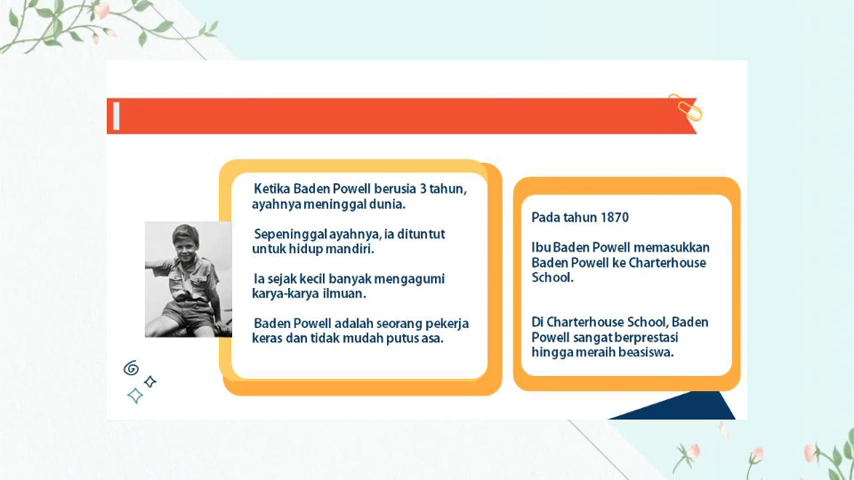 Ketika Baden Powell berusia 3 tahun,
ayahnya meninggal dunia.
Sepeninggal ayahnya, ia dituntut
untuk hidup mandiri.
Ia sejak kecil banyak mengagumi
karya-karya ilmuan.
Baden Powell adalah seorang pekerja
keras dan tidak mudah putus asa.
Pada tahun 1870
Ibu Baden Powell memasukkan
Baden Powell ke Charterhouse
School.
Di Charterhouse School, Baden
Powell sangat berprestasi
hingga meraih beasiswa.